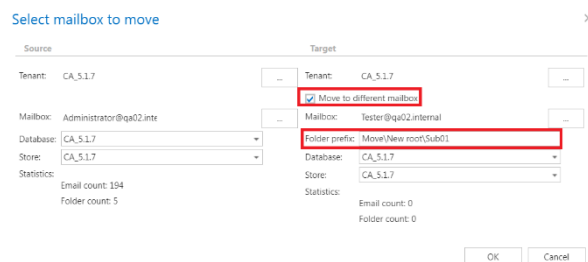 Select mailbox to move
Source
Target
Tenant: CA_5.1.7 ...
Tenant: CA_5.1.7 ...
Move to different mailbox
Mailbox: Administrator@qa02.inte ...
Mailbox: Tester@qa02.internal ...
Database: CA_5.1.7
Folder prefix: Move\New root\Sub01
Store: CA_5.1.7
Database: CA_5.1.7
Statistics:
Store: CA_5.1.7
Email count: 194
Statistics:
Folder count: 5
Email count: 0
Folder count: 0
OK Cancel